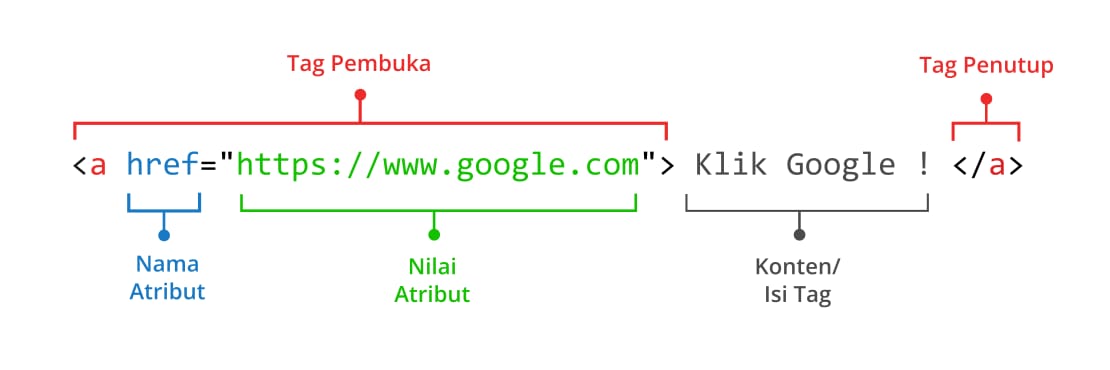 Tag Pembuka
Tag Penutup
<a href="https://www.google.com"> Klik Google ! </a>
Nama
Atribut
Nilai
Atribut
Konten/
Isi Tag